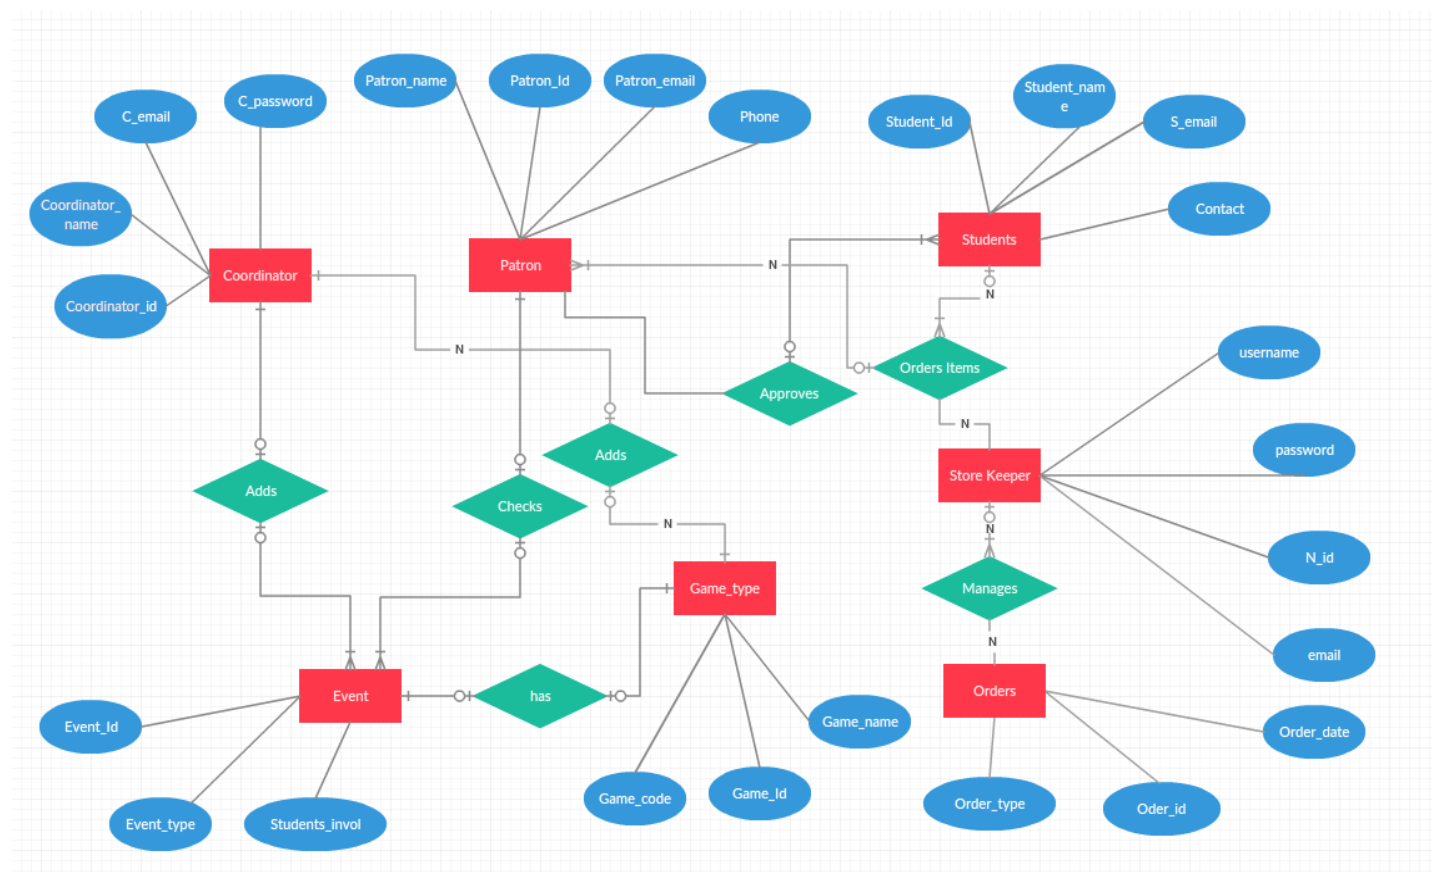 Patron_name
Patron_Id
Patron_email
C_password
C_email
Phone
Student_nam
e
Student_Id
S_email
Coordinator_
name
Contact
Students
Coordinator
Patron
N
N
Coordinator_id
N
username
Orders Items
Approves
N
Adds
password
Store Keeper
Adds
Checks
N
N
N_id
Game_type
Manages
N
email
Event
has
Orders
Event_Id
Game_name
Order_date
Game_code
Game_Id
Order_type
Oder_id
Event_type
Students_invol